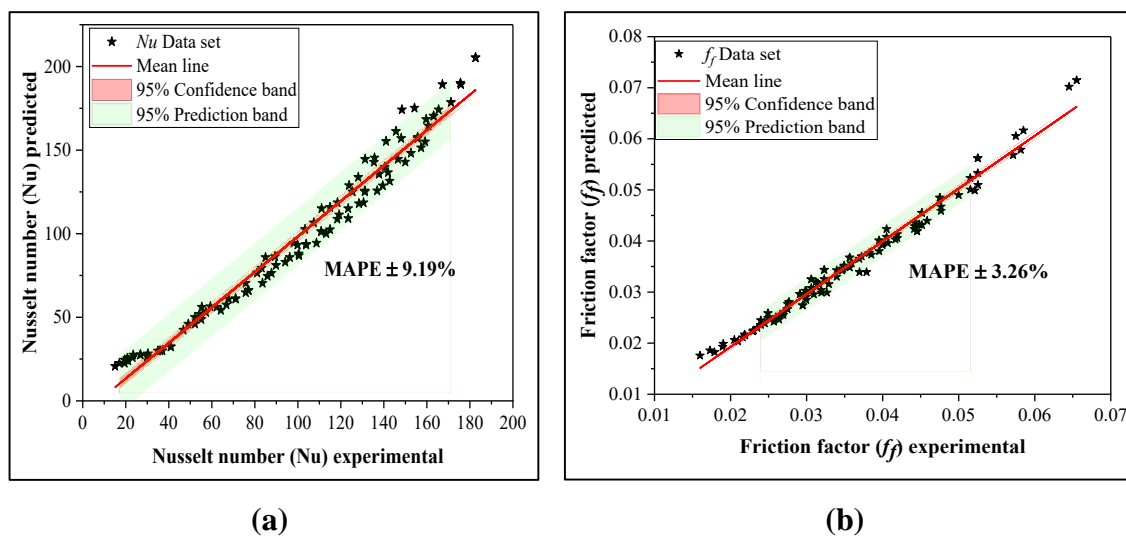 Nu Data set
Mean line
95% Confidence band
95% Prediction band
MAPE ± 9.19%
Nusselt number (Nu) predicted
200
150
100
50
0
0 20 40 60 80 100 120 140 160 180 200
Nusselt number (Nu) experimental
(a)
f_f Data set
Mean line
95% Confidence band
95% Prediction band
MAPE ± 3.26%
Friction factor (f_f) predicted
0.08
0.07
0.06
0.05
0.04
0.03
0.02
0.01
0.01 0.02 0.03 0.04 0.05 0.06 0.07
Friction factor (f_f) experimental
(b)